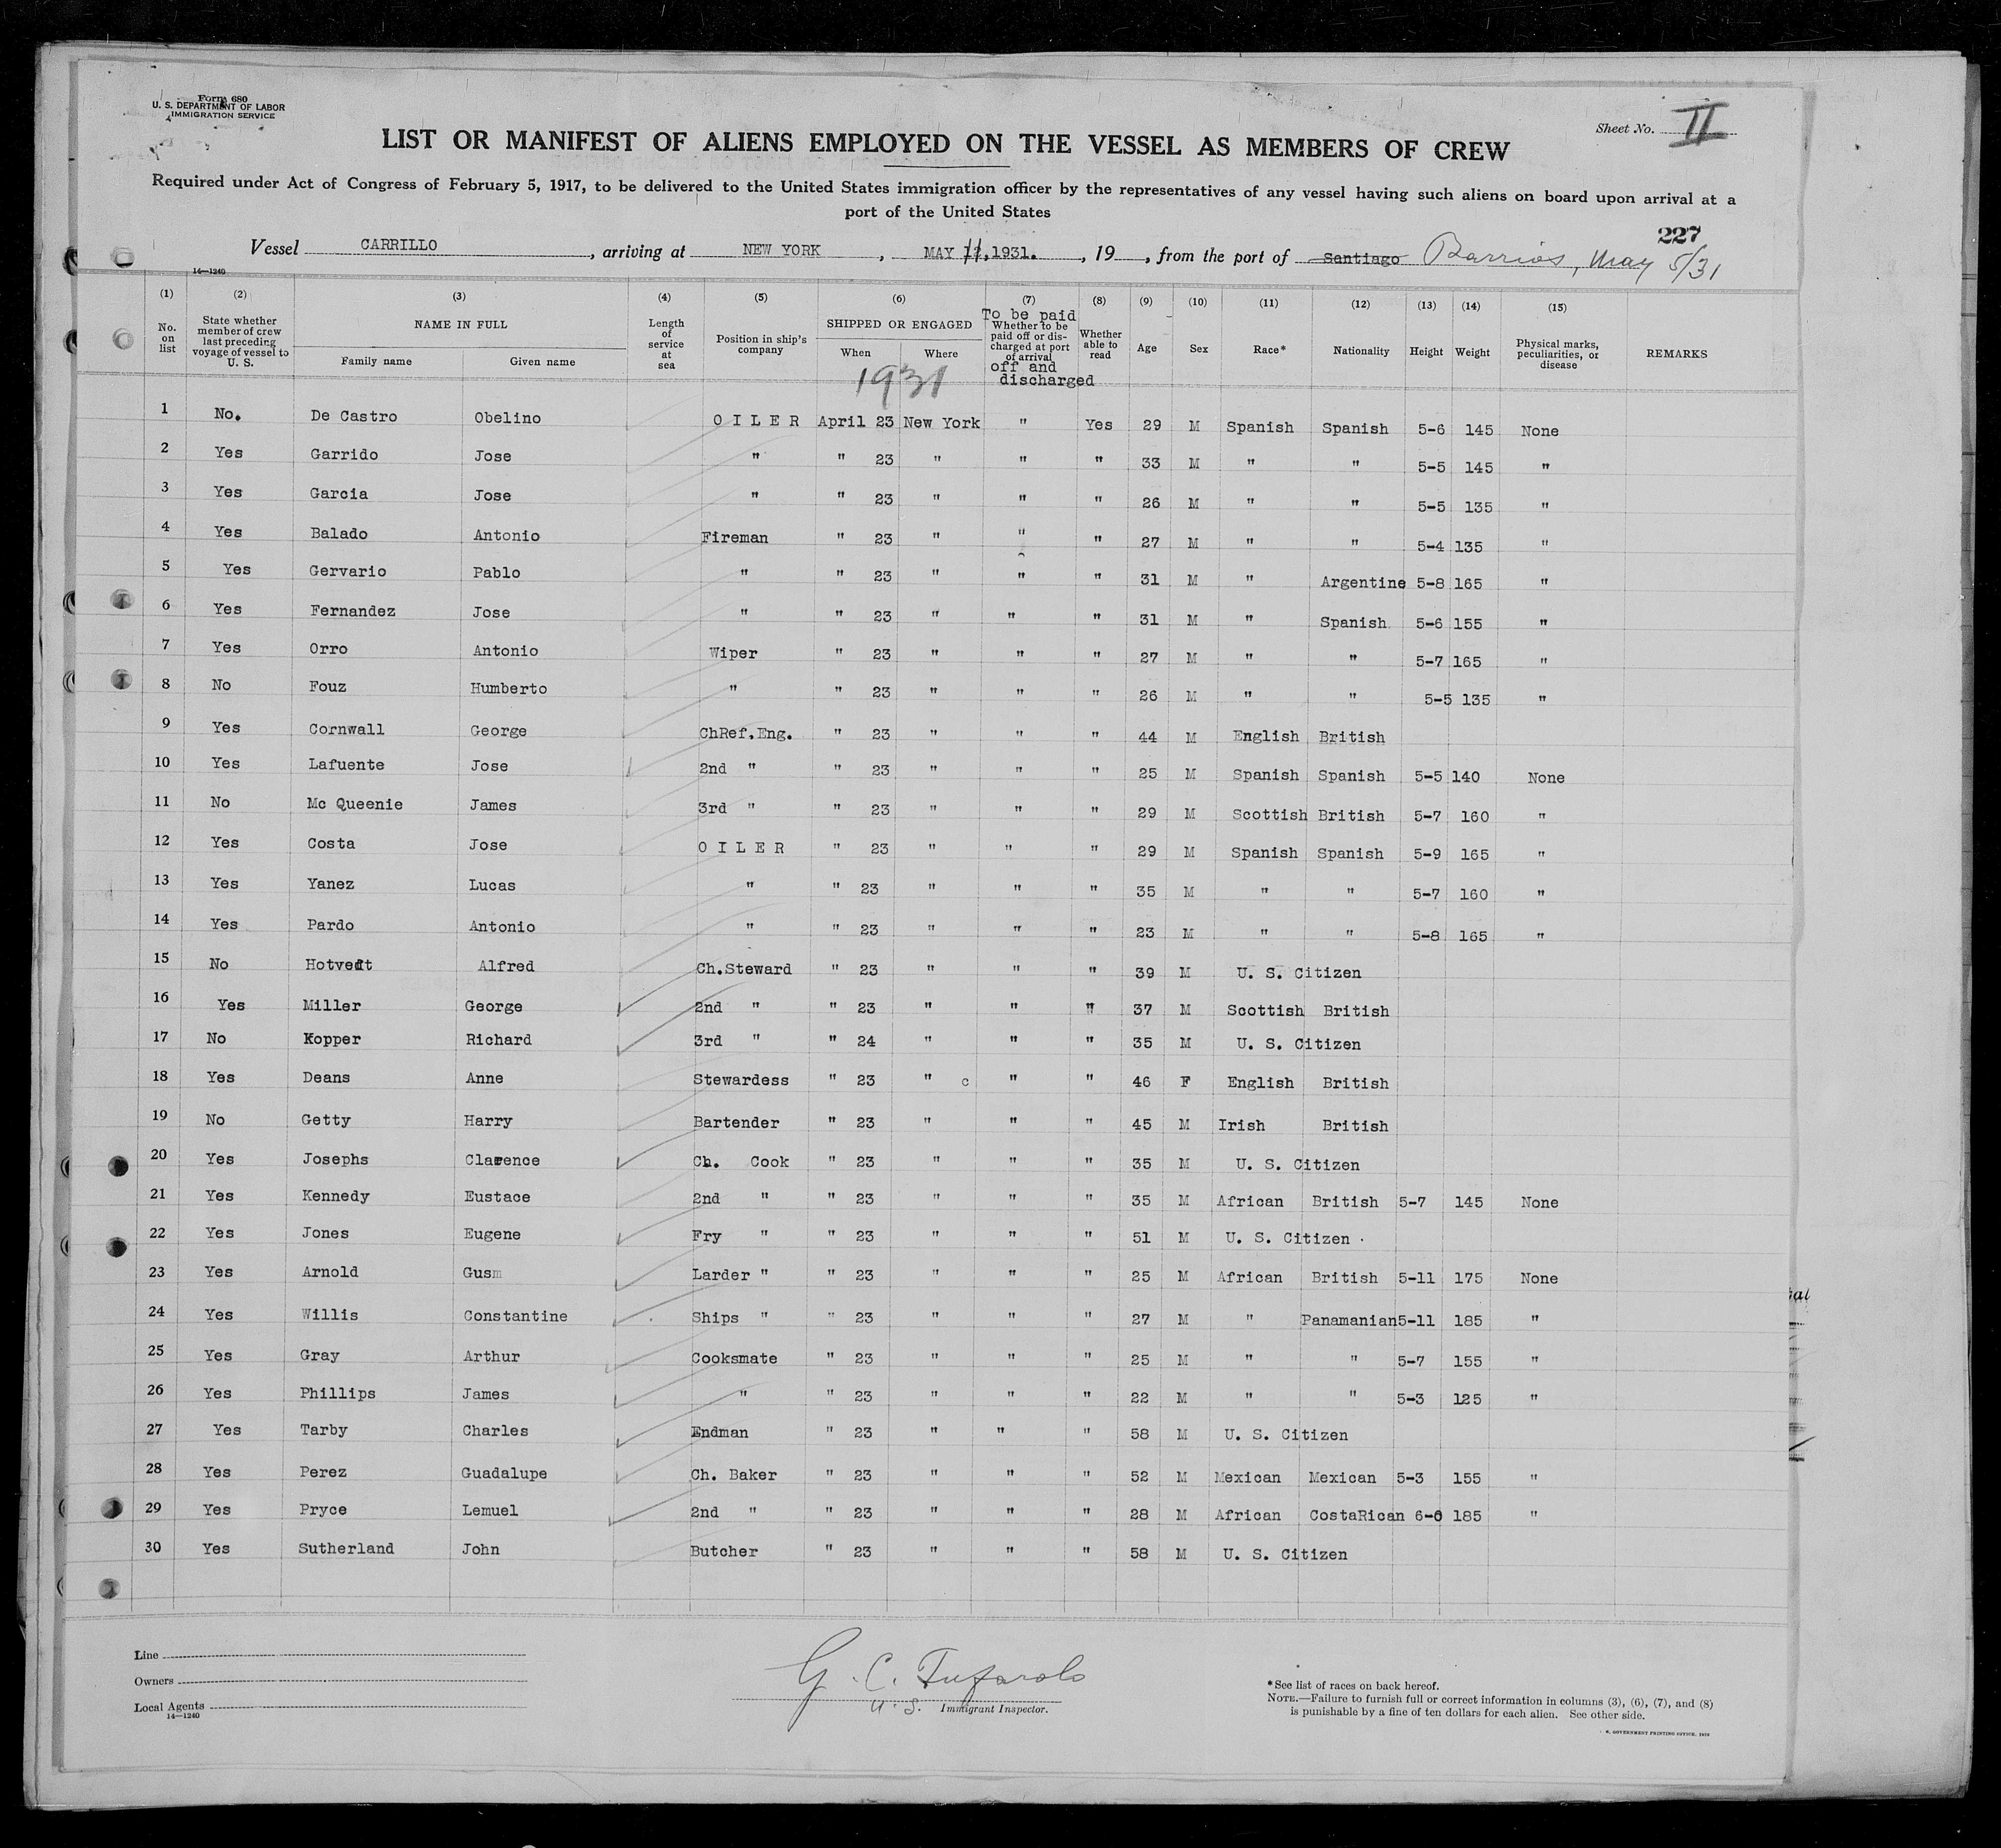 Form 680
U. S. DEPARTMENT OF LABOR
IMMIGRATION SERVICE
Sheet No. II
LIST OR MANIFEST OF ALIENS EMPLOYED ON THE VESSEL AS MEMBERS OF CREW
Required under Act of Congress of February 5, 1917, to be delivered to the United States immigration officer by the representatives of any vessel having such aliens on board upon arrival at a
port of the United States
227
Vessel CARRILLO, arriving at NEW YORK, MAY 11, 1931., 19 , from the port of Santiago Barrios, May 5/31
14—1240
(1) (2) (3) (4) (5) (6) (7) (8) (9) (10) (11) (12) (13) (14) (15)
No. on list
State whether member of crew last preceding voyage of vessel to U. S.
NAME IN FULL
Family name Given name
Length of service at sea
Position in ship's company
SHIPPED OR ENGAGED
When Where
1931
To be paid
Whether to be paid off or discharged at port of arrival
off and discharged
Whether able to read
Age
Sex
Race*
Nationality
Height
Weight
Physical marks, peculiarities, or disease
REMARKS
1 No. De Castro Obelino O I L E R April 23 New York " Yes 29 M Spanish Spanish 5-6 145 None
2 Yes Garrido Jose " " 23 " " " 33 M " " 5-5 145 "
3 Yes Garcia Jose " " 23 " " " 26 M " " 5-5 135 "
4 Yes Balado Antonio Fireman " 23 " " " 27 M " " 5-4 135 "
5 Yes Gervario Pablo " " 23 " " " 31 M " Argentine 5-8 165 "
6 Yes Fernandez Jose " " 23 " " " 31 M " Spanish 5-6 155 "
7 Yes Orro Antonio Wiper " 23 " " " 27 M " " 5-7 165 "
8 No Fouz Humberto " " 23 " " " 26 M " " 5-5 135 "
9 Yes Cornwall George ChRef.Eng. " 23 " " " 44 M English British
10 Yes Lafuente Jose 2nd " " 23 " " " 25 M Spanish Spanish 5-5 140 None
11 No Mc Queenie James 3rd " " 23 " " " 29 M Scottish British 5-7 160 "
12 Yes Costa Jose O I L E R " 23 " " " 29 M Spanish Spanish 5-9 165 "
13 Yes Yanez Lucas " " 23 " " " 35 M " " 5-7 160 "
14 Yes Pardo Antonio " " 23 " " " 23 M " " 5-8 165 "
15 No Hotvedt Alfred Ch.Steward " 23 " " " 39 M U. S. Citizen
16 Yes Miller George 2nd " " 23 " " " 37 M Scottish British
17 No Kopper Richard 3rd " " 24 " " " 35 M U. S. Citizen
18 Yes Deans Anne Stewardess " 23 " c " " 46 F English British
19 No Getty Harry Bartender " 23 " " " 45 M Irish British
20 Yes Josephs Clarence Ch. Cook " 23 " " " 35 M U. S. Citizen
21 Yes Kennedy Eustace 2nd " " 23 " " " 35 M African British 5-7 145 None
22 Yes Jones Eugene Fry " " 23 " " " 51 M U. S. Citizen .
23 Yes Arnold Gusm Larder " " 23 " " " 25 M African British 5-11 175 None
24 Yes Willis Constantine Ships " " 23 " " " 27 M " Panamanian 5-11 185 "
25 Yes Gray Arthur Cooksmate " 23 " " " 25 M " " 5-7 155 "
26 Yes Phillips James " " 23 " " " 22 M " " 5-3 125 "
27 Yes Tarby Charles Endman " 23 " " " 58 M U. S. Citizen
28 Yes Perez Guadalupe Ch. Baker " 23 " " " 52 M Mexican Mexican 5-3 155 "
29 Yes Pryce Lemuel 2nd " " 23 " " " 28 M African CostaRican 6-0 185 "
30 Yes Sutherland John Butcher " 23 " " " 58 M U. S. Citizen
Line
Owners
Local Agents
14—1240
G. C. Tufarolo
U. S. Immigrant Inspector.
*See list of races on back hereof.
NOTE.—Failure to furnish full or correct information in columns (3), (6), (7), and (8)
is punishable by a fine of ten dollars for each alien. See other side.
GOVERNMENT PRINTING OFFICE